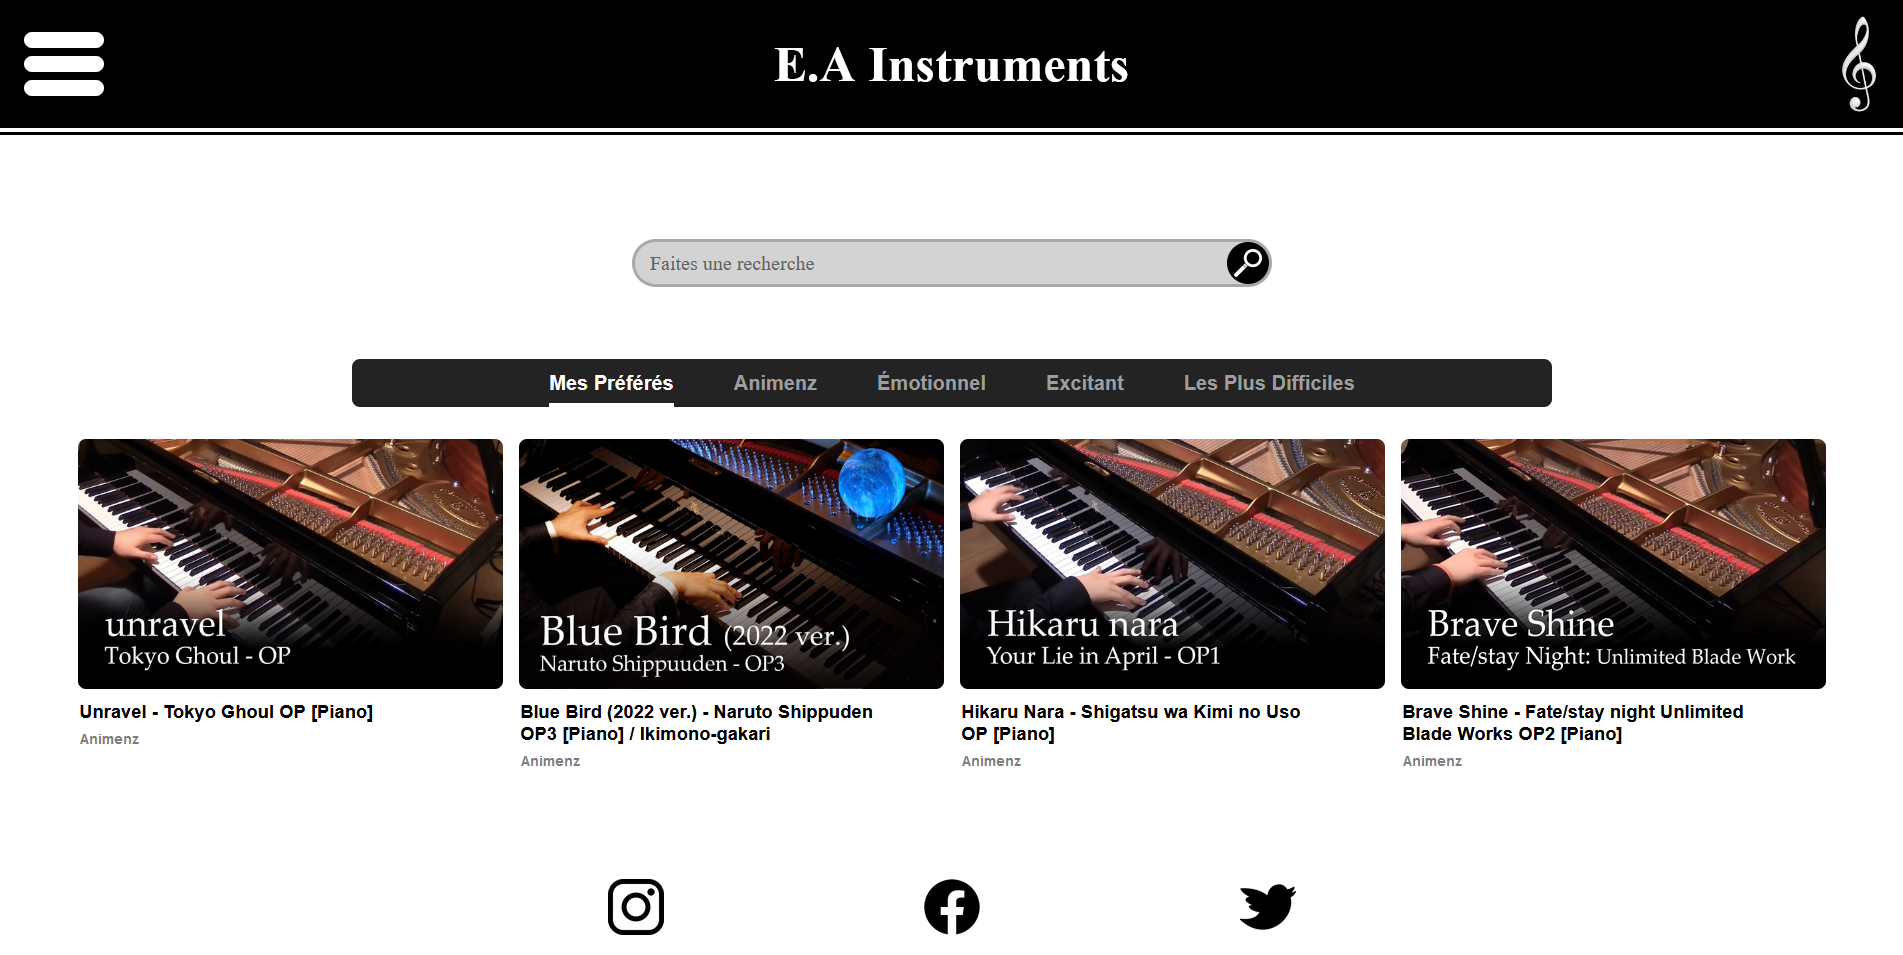 E.A Instruments
Faites une recherche
Mes Préférés Animenz Émotionnel Excitant Les Plus Difficiles
unravel
Tokyo Ghoul - OP
Blue Bird (2022 ver.)
Naruto Shippuuden - OP3
Hikaru nara
Your Lie in April - OP1
Brave Shine
Fate/stay Night: Unlimited Blade Work
Unravel - Tokyo Ghoul OP [Piano]
Animenz
Blue Bird (2022 ver.) - Naruto Shippuden
OP3 [Piano] / Ikimono-gakari
Animenz
Hikaru Nara - Shigatsu wa Kimi no Uso
OP [Piano]
Animenz
Brave Shine - Fate/stay night Unlimited
Blade Works OP2 [Piano]
Animenz